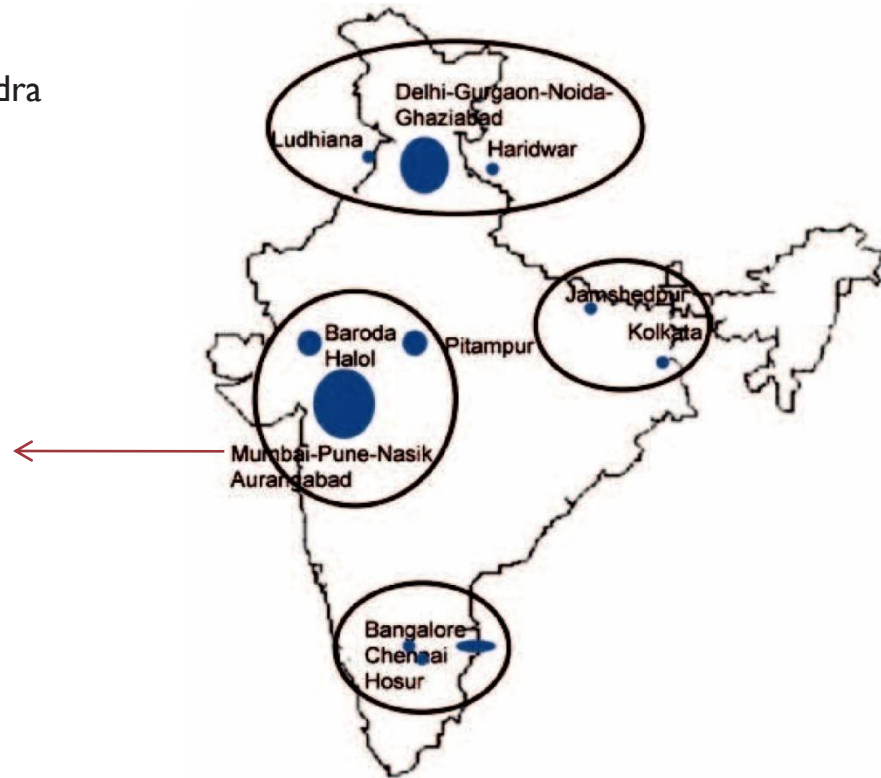 dra
Delhi-Gurgaon-Noida-
Ghaziabad
Ludhiana
Haridwar
Jamshedpur
Kolkata
Baroda
Halol
Pitampur
Mumbai-Pune-Nasik
Aurangabad
Bangalore
Chennai
Hosur